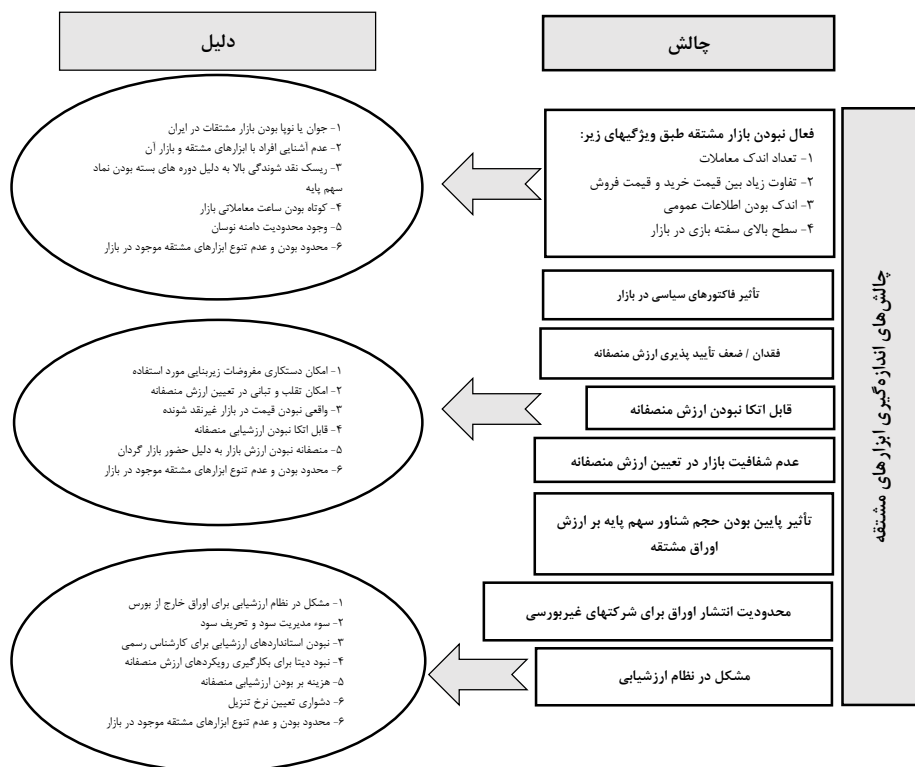 چالش
دلیل
چالش‌های اندازه‌گیری ابزارهای مشتقه
فعال نبودن بازار مشتقه طبق ویژگیهای زیر:
۱- تعداد اندک معاملات
۲- تفاوت زیاد بین قیمت خرید و قیمت فروش
۳- اندک بودن اطلاعات عمومی
۴- سطح بالای سفته بازی در بازار
۱- جوان یا نوپا بودن بازار مشتقات در ایران
۲- عدم آشنایی افراد با ابزارهای مشتقه و بازار آن
۳- ریسک نقد شوندگی بالا به دلیل دوره های بسته بودن نماد
سهم پایه
۴- کوتاه بودن ساعت معاملاتی بازار
۵- وجود محدودیت دامنه نوسان
۶- محدود بودن و عدم تنوع ابزارهای مشتقه موجود در بازار
تأثیر فاکتورهای سیاسی در بازار
فقدان / ضعف تأیید پذیری ارزش منصفانه
قابل اتکا نبودن ارزش منصفانه
عدم شفافیت بازار در تعیین ارزش منصفانه
۱- امکان دستکاری مفروضات زیربنایی مورد استفاده
۲- امکان تقلب و تبانی در تعیین ارزش منصفانه
۳- واقعی نبودن قیمت در بازار غیرنقد شونده
۴- قابل اتکا نبودن ارزشیابی منصفانه
۵- منصفانه نبودن ارزش بازار به دلیل حضور بازار گردان
۶- محدود بودن و عدم تنوع ابزارهای مشتقه موجود در بازار
تأثیر پایین بودن حجم شناور سهم پایه بر ارزش
اوراق مشتقه
محدودیت انتشار اوراق برای شرکتهای غیربورسی
مشکل در نظام ارزشیابی
۱- مشکل در نظام ارزشیابی برای اوراق خارج از بورس
۲- سوء مدیریت سود و تحریف سود
۳- نبودن استانداردهای ارزشیابی برای کارشناس رسمی
۴- نبود دیتا برای بکارگیری رویکردهای ارزش منصفانه
۵- هزینه بر بودن ارزشیابی منصفانه
۶- دشواری تعیین نرخ تنزیل
۶- محدود بودن و عدم تنوع ابزارهای مشتقه موجود در بازار